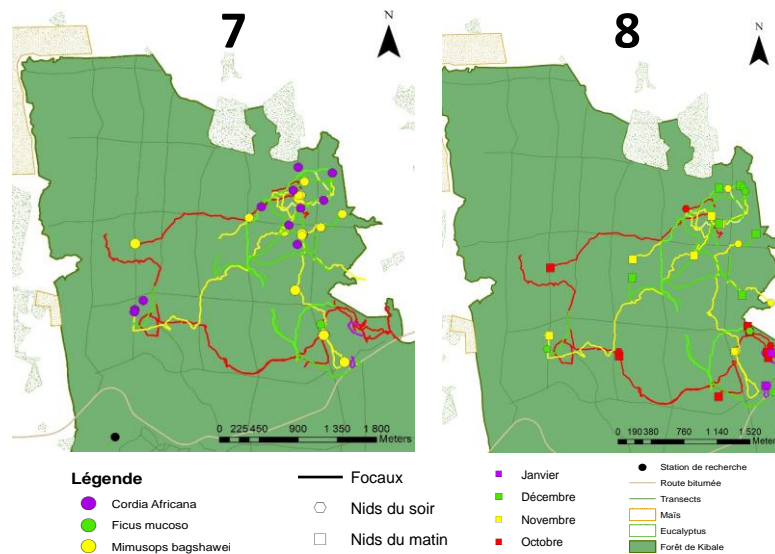 7
8
N
N
0 225 450 900 1 350 1 800
Meters
0 190 380 760 1 140 1 520
Meters
Légende
Cordia Africana
Ficus mucoso
Mimusops bagshawei
Focaux
Nids du soir
Nids du matin
Janvier
Décembre
Novembre
Octobre
Station de recherche
Route bitumée
Transects
Maïs
Eucalyptus
Forêt de Kibale